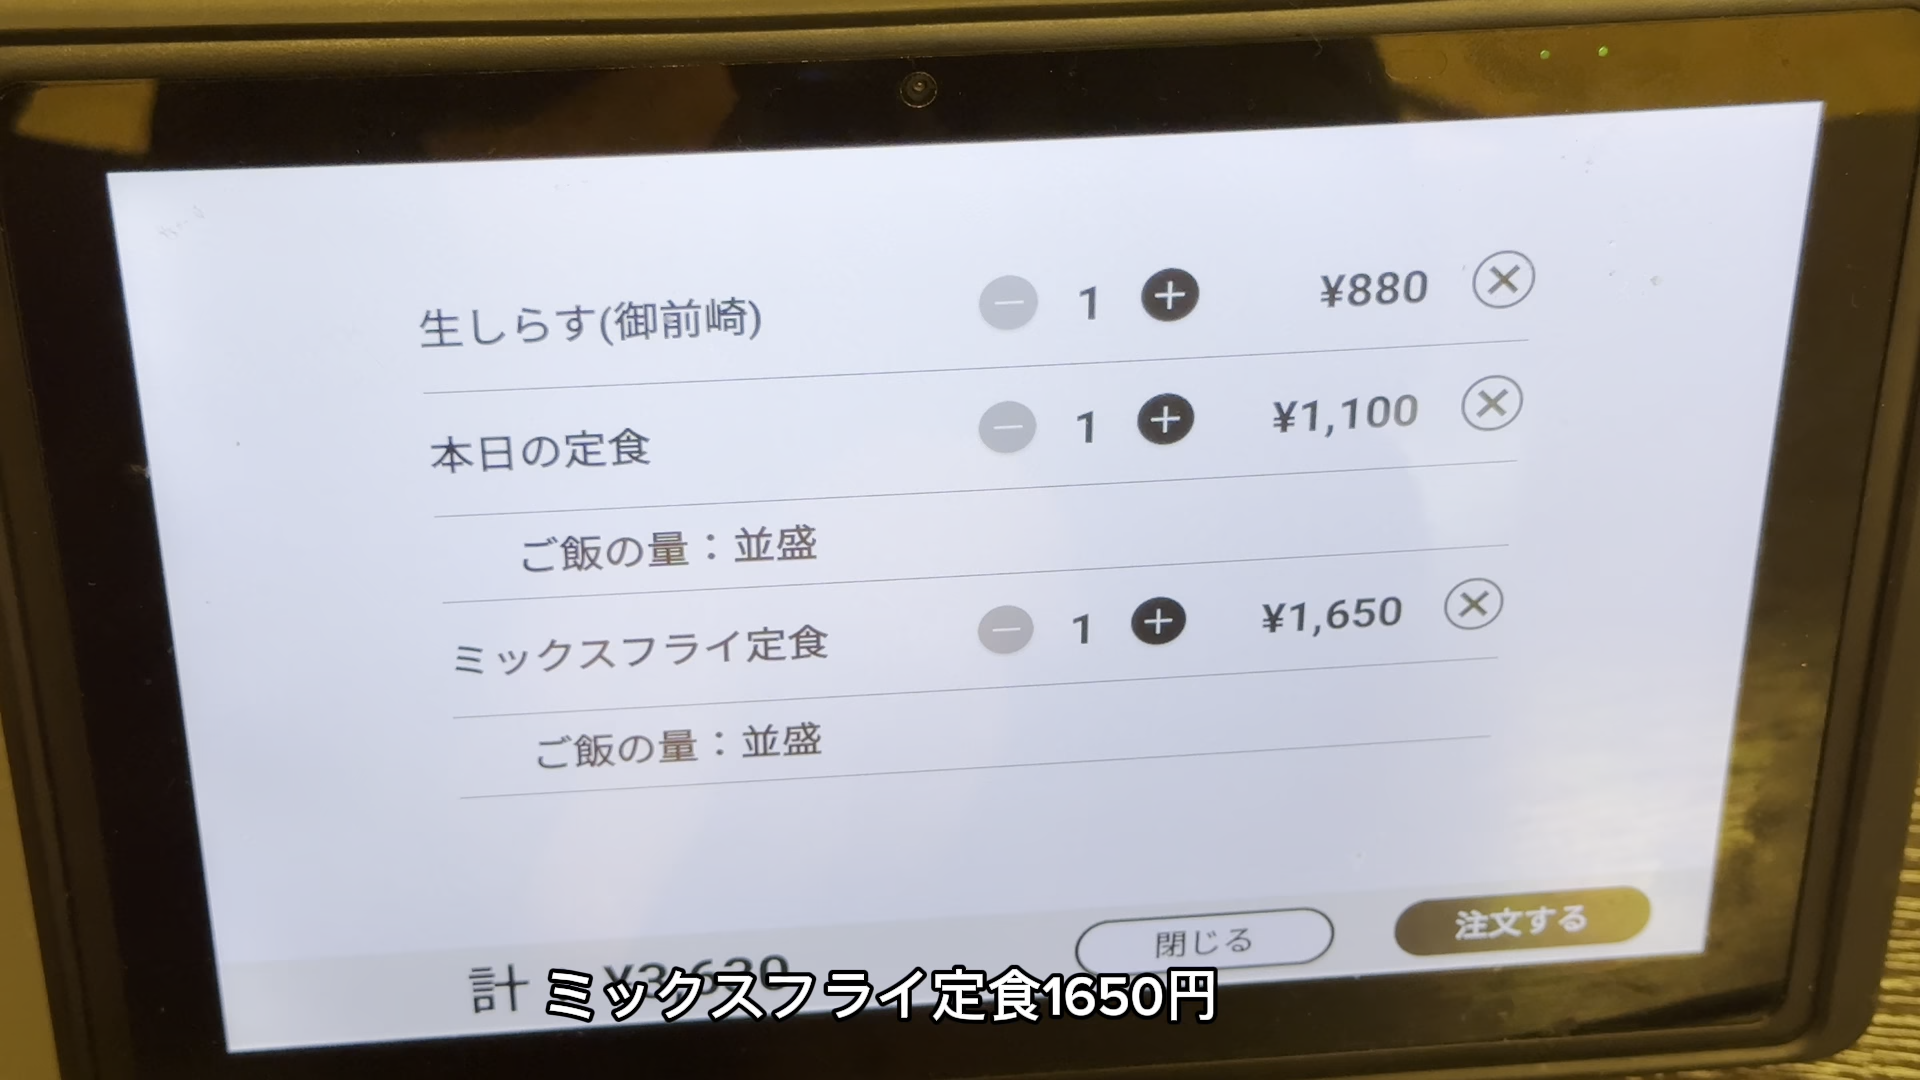 生しらす(御前崎) 1 ¥880
本日の定食 1 ¥1,100
ご飯の量：並盛
ミックスフライ定食 1 ¥1,650
ご飯の量：並盛
計 ¥3,630
閉じる
注文する
ミックスフライ定食1650円